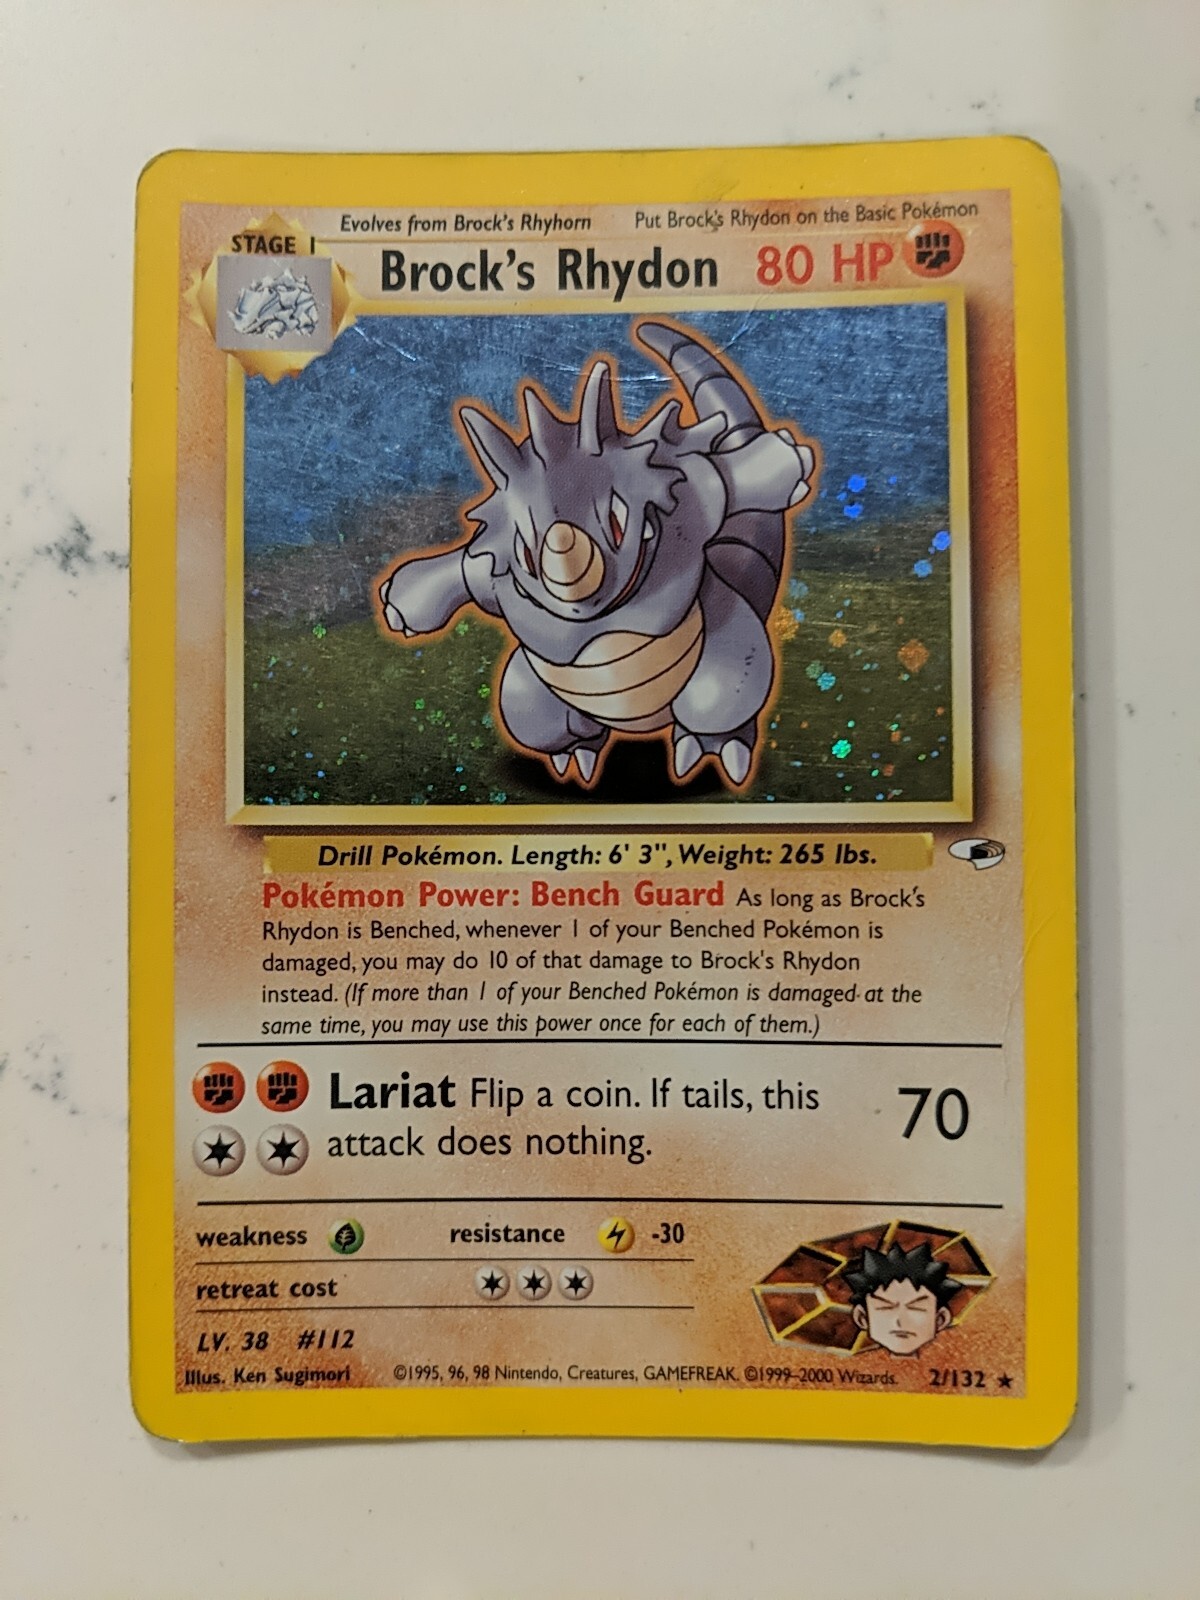 Evolves from Brock's Rhyhorn Put Brock's Rhydon on the Basic Pokémon
STAGE 1
Brock's Rhydon 80 HP
Drill Pokémon. Length: 6' 3", Weight: 265 lbs.
Pokémon Power: Bench Guard As long as Brock's
Rhydon is Benched, whenever 1 of your Benched Pokémon is
damaged, you may do 10 of that damage to Brock's Rhydon
instead. (If more than 1 of your Benched Pokémon is damaged at the
same time, you may use this power once for each of them.)
Lariat Flip a coin. If tails, this 70
attack does nothing.
weakness resistance -30
retreat cost
LV. 38 #112
Illus. Ken Sugimori ©1995, 96, 98 Nintendo, Creatures, GAMEFREAK. ©1999-2000 Wizards. 2/132 ★